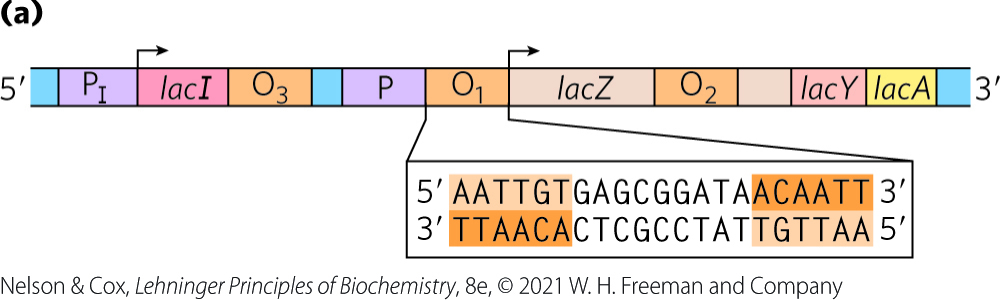 (a)
5′ P_I lacI O₃ P O₁ lacZ O₂ lacY lacA 3′
5′ AATTGTGAGCGGATAACAATT 3′
3′ TTAACACTCGCCTATTGTTAA 5′
Nelson & Cox, Lehninger Principles of Biochemistry, 8e, © 2021 W. H. Freeman and Company